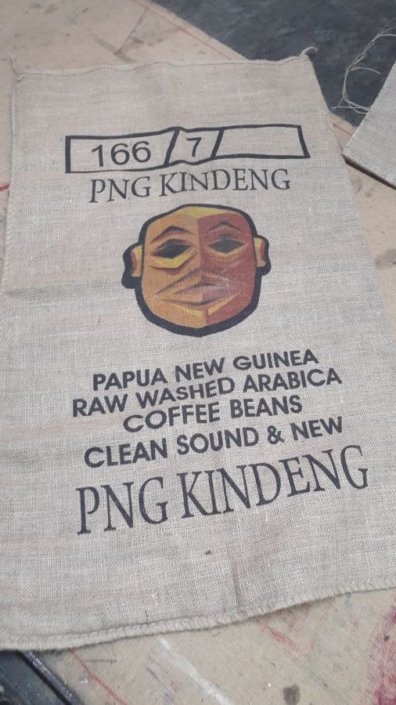 166 / 7 /
PNG KINDENG
PAPUA NEW GUINEA
RAW WASHED ARABICA
COFFEE BEANS
CLEAN SOUND & NEW
PNG KINDENG